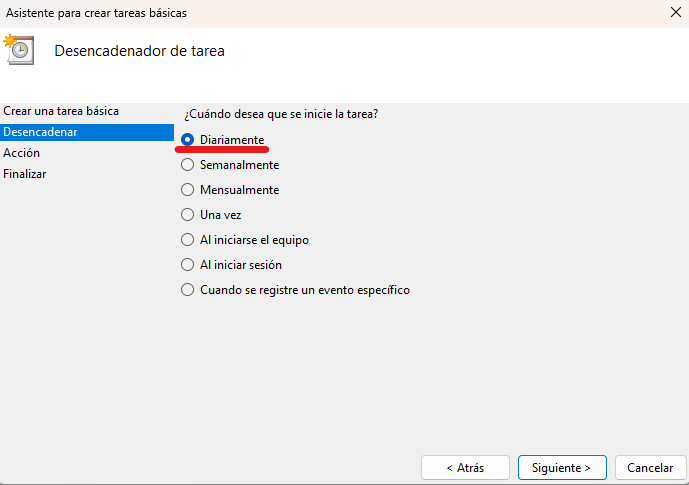 Asistente para crear tareas básicas
Desencadenador de tarea
Crear una tarea básica
Desencadenar
Acción
Finalizar
¿Cuándo desea que se inicie la tarea?
Diariamente
Semanalmente
Mensualmente
Una vez
Al iniciarse el equipo
Al iniciar sesión
Cuando se registre un evento específico
< Atrás
Siguiente >
Cancelar